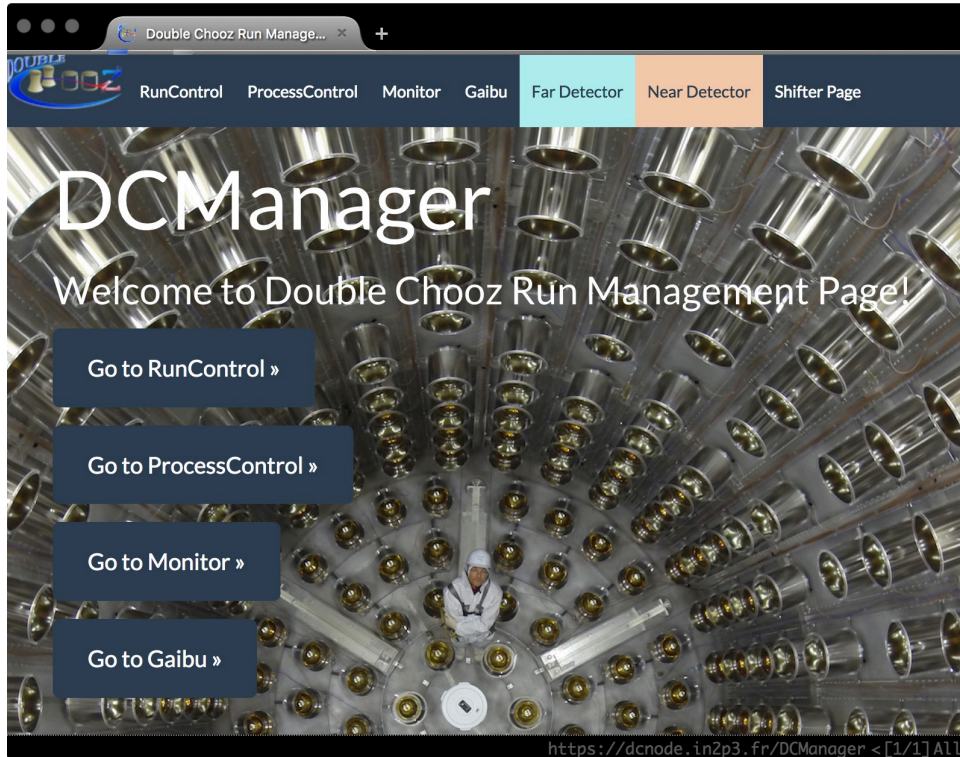 Double Chooz Run Manage... ×
+
DOUBLE
CHOOZ
RunControl ProcessControl Monitor Gaibu Far Detector Near Detector Shifter Page
DCManager
Welcome to Double Chooz Run Management Page!
Go to RunControl »
Go to ProcessControl »
Go to Monitor »
Go to Gaibu »
https://dcnode.in2p3.fr/DCManager <[1/1]All